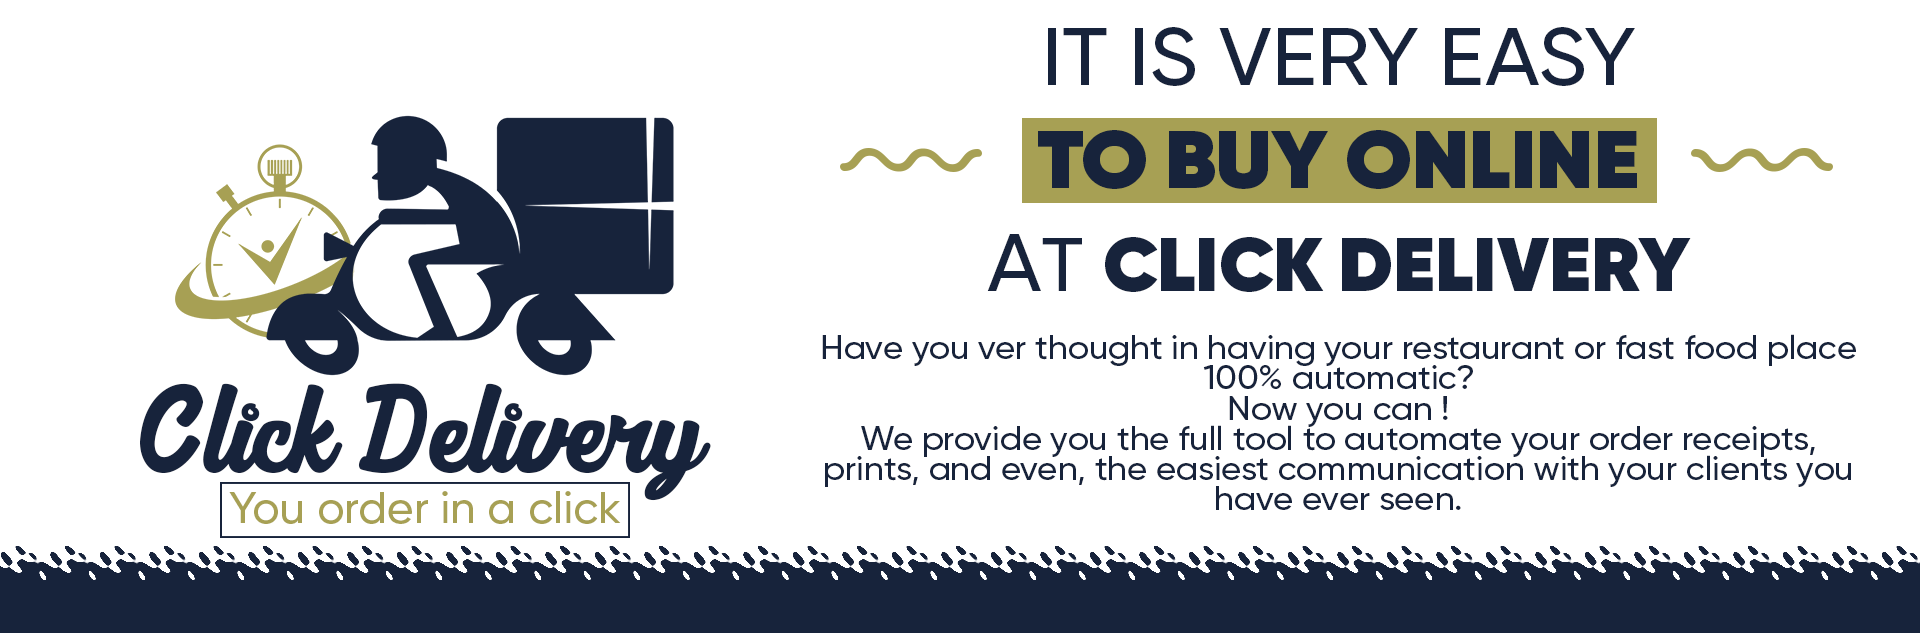 Click Delivery
You order in a click
IT IS VERY EASY
TO BUY ONLINE
AT CLICK DELIVERY
Have you ver thought in having your restaurant or fast food place
100% automatic?
Now you can !
We provide you the full tool to automate your order receipts,
prints, and even, the easiest communication with your clients you
have ever seen.